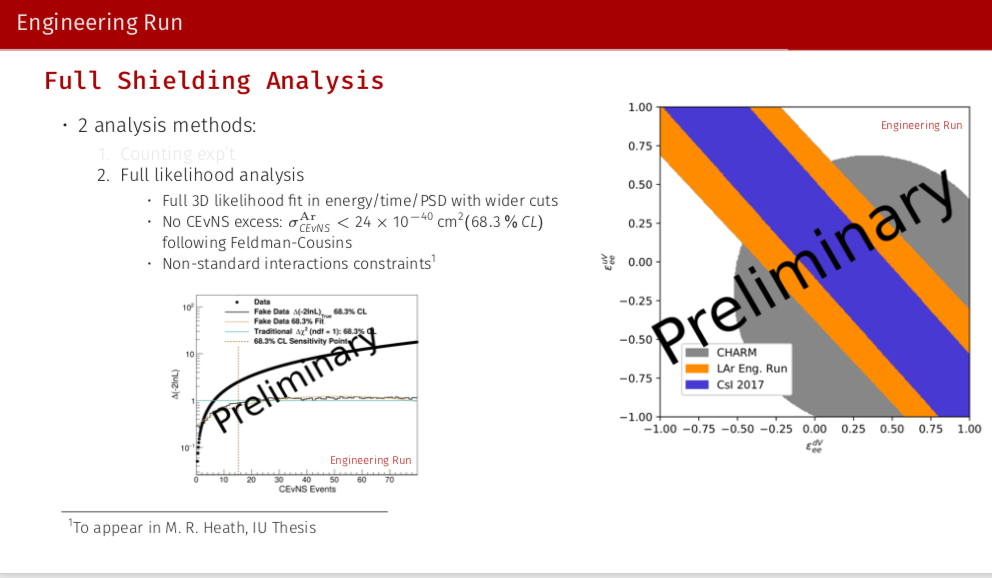 Engineering Run
Full Shielding Analysis
• 2 analysis methods:
1. Counting exp't
2. Full likelihood analysis
• Full 3D likelihood fit in energy/time/PSD with wider cuts
• No CEvNS excess: σ^Ar_CEvNS < 24 × 10^−40 cm²(68.3 % CL)
following Feldman-Cousins
• Non-standard interactions constraints¹
Data
Fake Data Δ(-2lnL)_True 68.3% CL
Fake Data 68.3% Fit
Traditional Δχ² (ndf = 1): 68.3% CL
68.3% CL Sensitivity Point
Preliminary
Engineering Run
Δ(-2lnL)
10²
10
1
10⁻¹
0 10 20 30 40 50 60 70
CEvNS Events
¹To appear in M. R. Heath, IU Thesis
Engineering Run
Preliminary
CHARM
LAr Eng. Run
CsI 2017
ε^uV_ee
1.00
0.75
0.50
0.25
0.00
−0.25
−0.50
−0.75
−1.00
−1.00 −0.75 −0.50 −0.25 0.00 0.25 0.50 0.75 1.00
ε^dV_ee